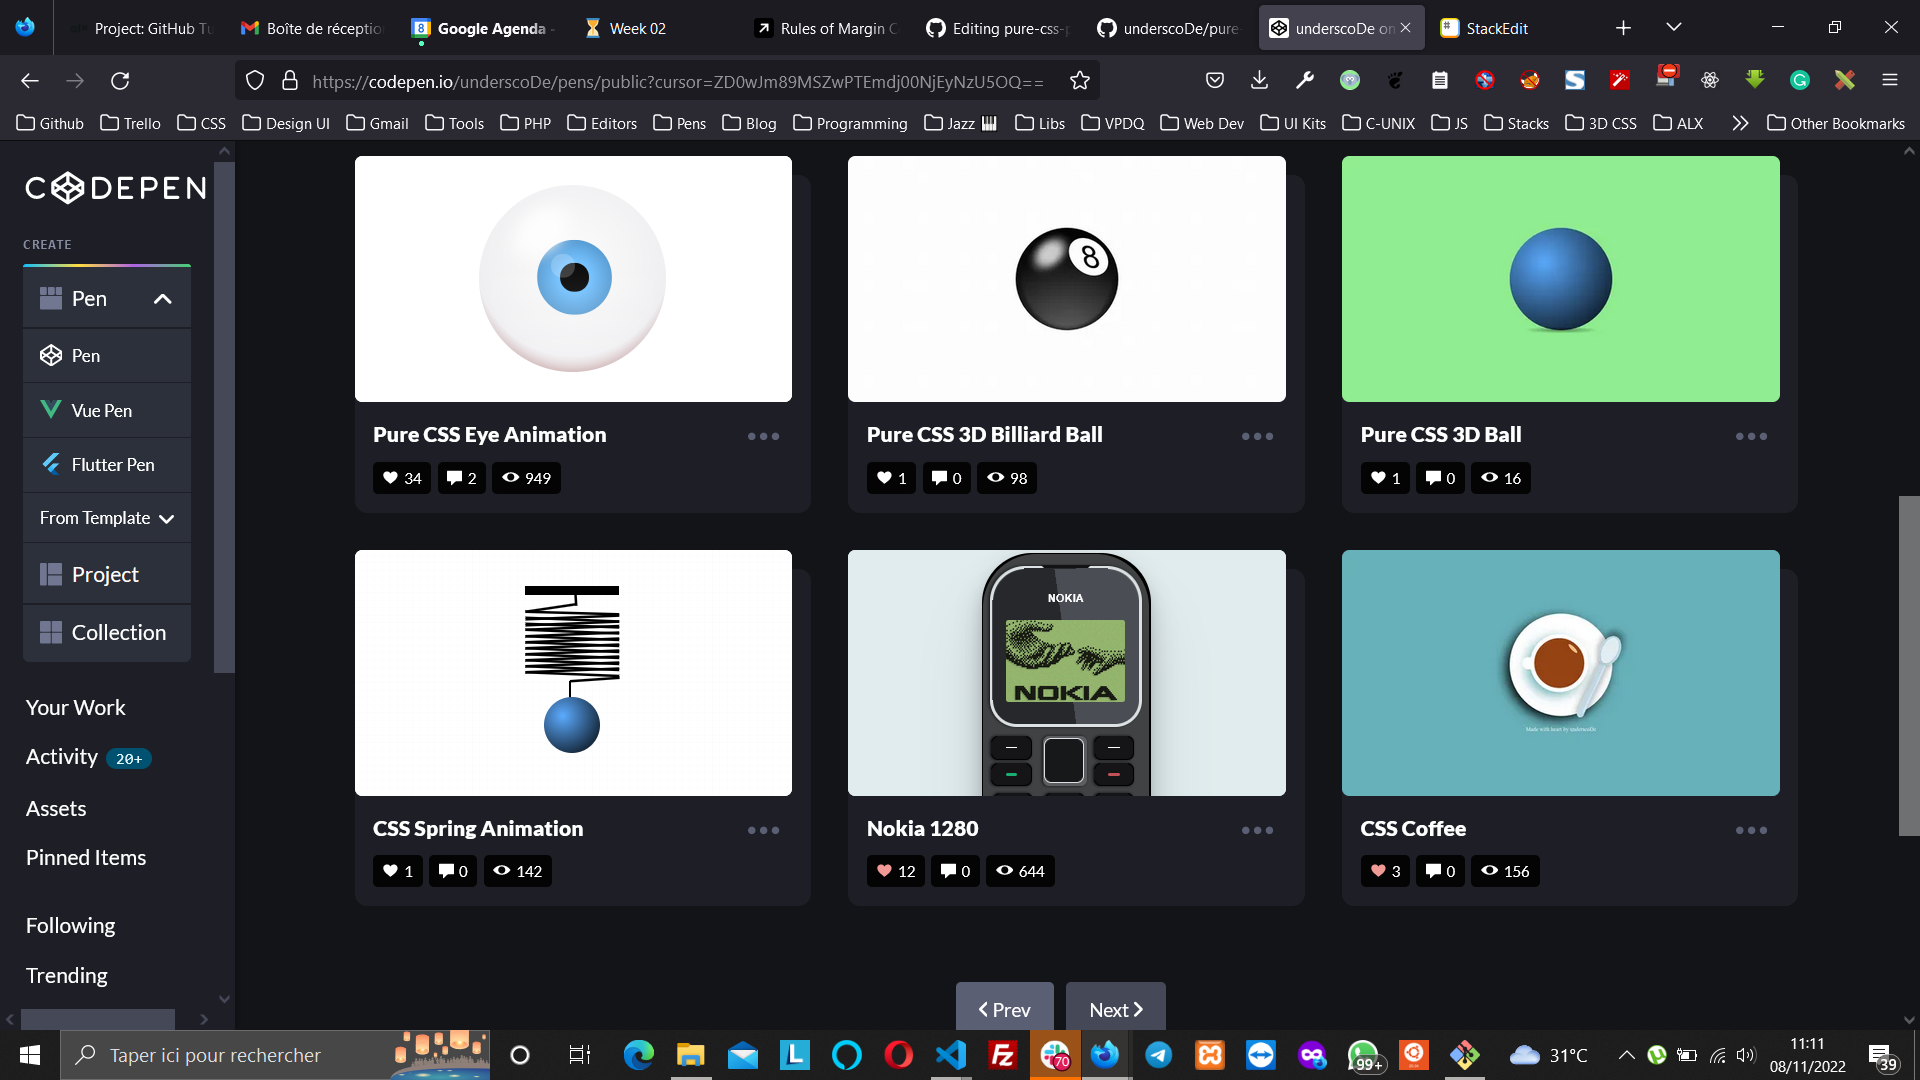 Project: GitHub Tu
Boîte de réception
Google Agenda -
Week 02
Rules of Margin C
Editing pure-css-p
underscoDe/pure-
underscoDe on
StackEdit
https://codepen.io/underscoDe/pens/public?cursor=ZD0wJm89MSZwPTEmdj00NjEyNzU5OQ==
Github
Trello
CSS
Design UI
Gmail
Tools
PHP
Editors
Pens
Blog
Programming
Jazz
Libs
VPDQ
Web Dev
UI Kits
C-UNIX
JS
Stacks
3D CSS
ALX
Other Bookmarks
CODEPEN
CREATE
Pen
Pen
Vue Pen
Flutter Pen
From Template
Project
Collection
Your Work
Activity 20+
Assets
Pinned Items
Following
Trending
8
Pure CSS Eye Animation
34 2 949
Pure CSS 3D Billiard Ball
1 0 98
Pure CSS 3D Ball
1 0 16
NOKIA
NOKIA
Made with heart by underscoDe
CSS Spring Animation
1 0 142
Nokia 1280
12 0 644
CSS Coffee
3 0 156
Prev
Next
Taper ici pour rechercher
L
Fz
70
99+
31°C
11:11
08/11/2022
39